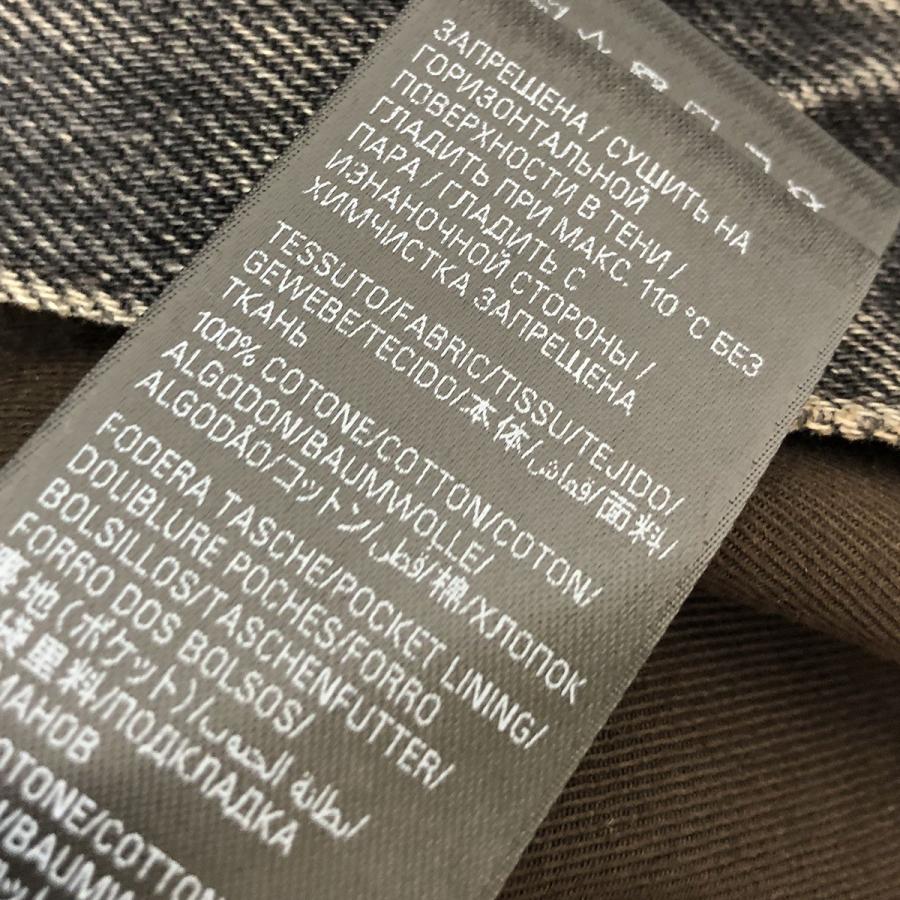 ЗАПРЕЩЕНА / СУШИТЬ НА
ГОРИЗОНТАЛЬНОЙ
ПОВЕРХНОСТИ В ТЕНИ /
ГЛАДИТЬ ПРИ МАКС. 110 °C БЕЗ
ПАРА / ГЛАДИТЬ С
ИЗНАНОЧНОЙ СТОРОНЫ /
ХИМЧИСТКА ЗАПРЕЩЕНА
TESSUTO/FABRIC/TISSU/TEJIDO/
GEWEBE/TECIDO/本体/قماش/面料/
ТКАНЬ
100% COTONE/COTTON/COTON/
ALGODON/BAUMWOLLE/
ALGODÃO/コットン/قطن/棉/ХЛОПОК
FODERA TASCHE/POCKET LINING/
DOUBLURE POCHES/FORRO
BOLSILLOS/TASCHENFUTTER/
FORRO DOS BOLSOS/
裏地(ポケット)/بطانة الجيوب/
袋里料/ПОДКЛАДКА
МАНОВ
OTONE/COTTON
/BAUMW